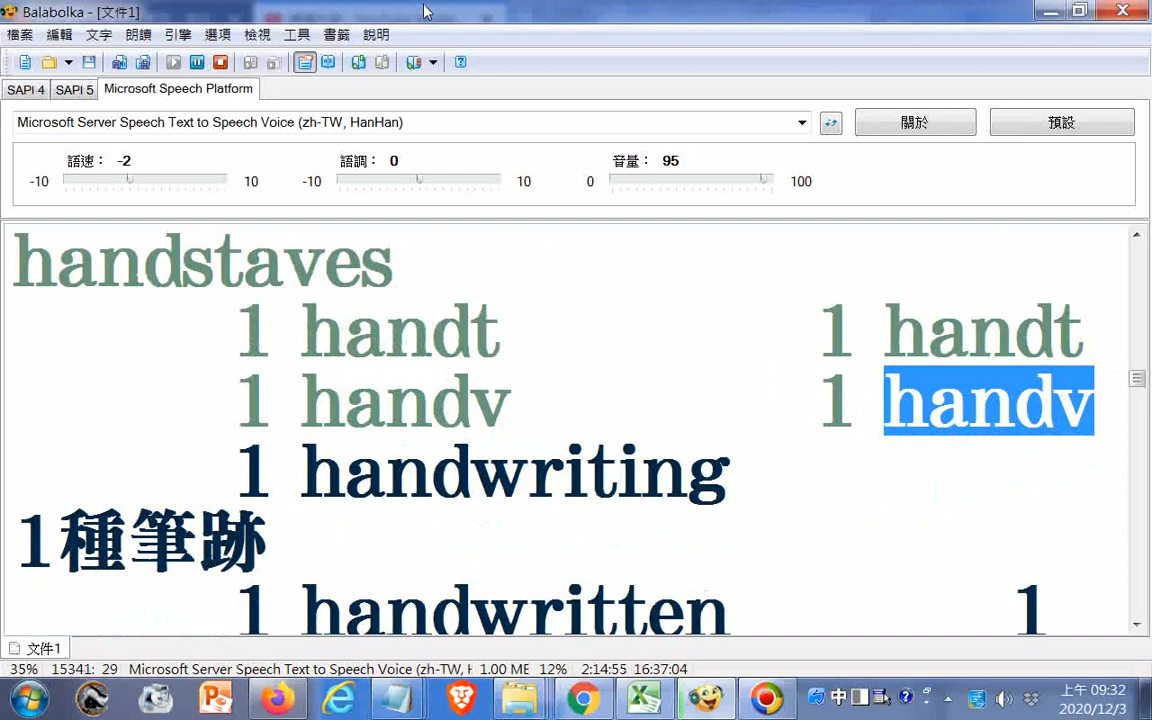 Balabolka - [文件1]
檔案 編輯 文字 朗讀 引擎 選項 檢視 工具 書籤 說明
SAPI 4 SAPI 5 Microsoft Speech Platform
Microsoft Server Speech Text to Speech Voice (zh-TW, HanHan) 關於 預設
語速： -2 語調： 0 音量： 95
-10 10 -10 10 0 100
handstaves
1 handt 1 handt
1 handv 1 handv
1 handwriting
1種筆跡
1 handwritten 1
文件1
35% 15341: 29 Microsoft Server Speech Text to Speech Voice (zh-TW, 1.00 ME 12% 2:14:55 16:37:04
中
上午 09:32
2020/12/3